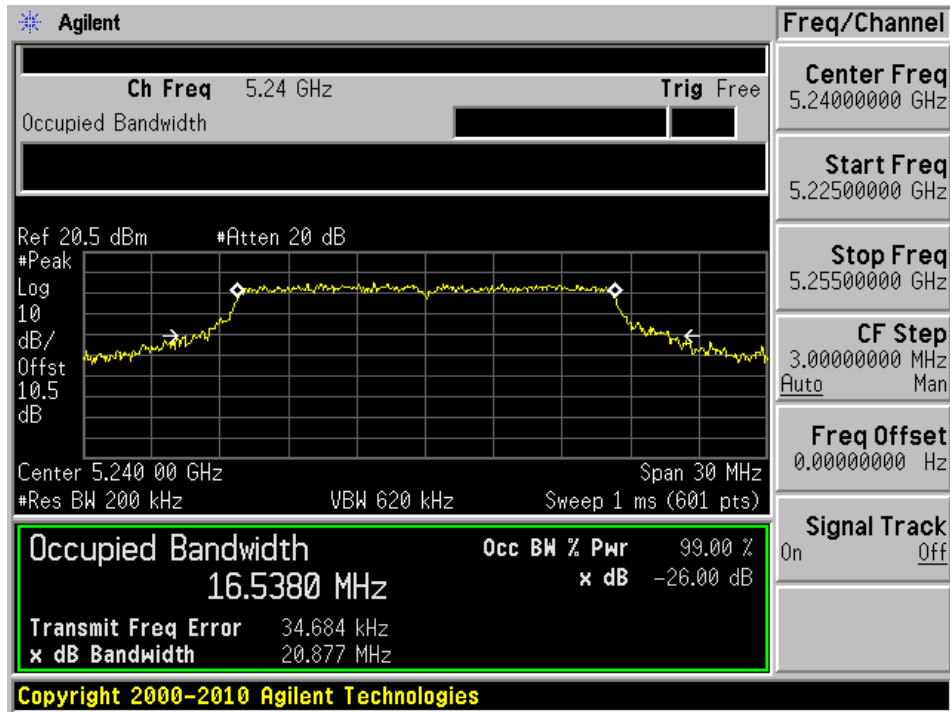 Agilent
Ch Freq 5.24 GHz Trig Free
Occupied Bandwidth
Ref 20.5 dBm #Atten 20 dB
#Peak
Log
10
dB/
Offst
10.5
dB
Center 5.240 00 GHz Span 30 MHz
#Res BW 200 kHz VBW 620 kHz Sweep 1 ms (601 pts)
Occupied Bandwidth
16.5380 MHz
Occ BW % Pwr 99.00 %
x dB -26.00 dB
Transmit Freq Error 34.684 kHz
x dB Bandwidth 20.877 MHz
Copyright 2000-2010 Agilent Technologies
Freq/Channel
Center Freq
5.24000000 GHz
Start Freq
5.22500000 GHz
Stop Freq
5.25500000 GHz
CF Step
3.00000000 MHz
Auto Man
Freq Offset
0.00000000 Hz
Signal Track
On Off